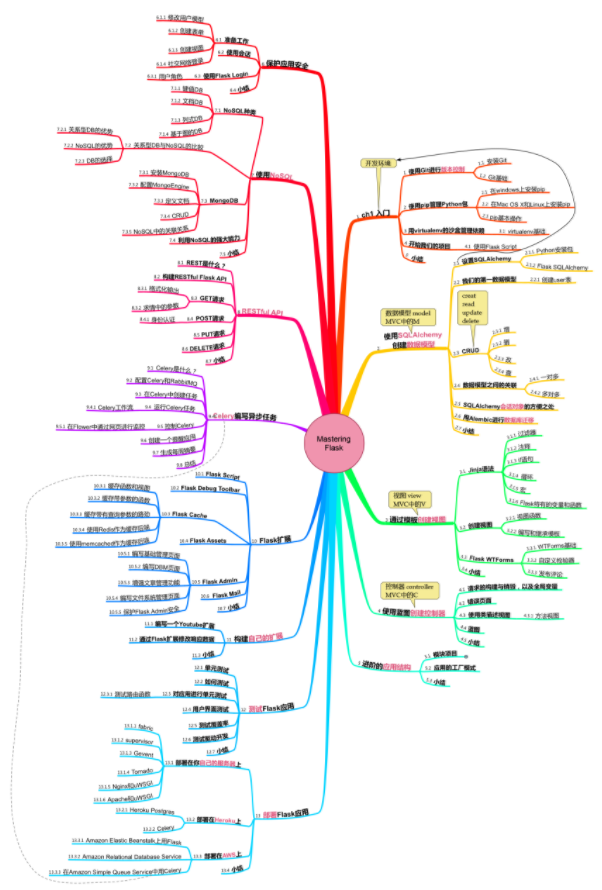 Mastering
Flask
开发环境
1 ch1 入门
1 使用Git进行版本控制
1.1 安装Git
1.2 Git基础
2 使用pip管理Python包
2.1 在windows上安装pip
2.2 在Mac OS X和Linux上安装pip
2.3 pip基本操作
3 用virtualenv的沙盒管理依赖
3.1 virtualenv基础
4 开始我们的项目
4.1 使用Flask Script
5 小结
数据模型 model
MVC中的M
使用SQLAlchemy
创建数据模型
2.1 设置SQLAlchemy
2.1.1 Python安装包
2.1.2 Flask SQLAlchemy
2.2 我们的第一数据模型
2.2.1 创建user表
read
update
delete
2.3 CRUD
2.3.1 增
2.3.3 改
2.4 数据模型之间的关联
2.4.1 一对多
2.4.2 多对多
2.5 SQLAlchemy会话对象的方便之处
2.6 用Alembic进行数据库迁移
2.7 小结
视图 view
MVC中的V
3 通过模板创建视图
3.1 Jinja语法
3.1.1 过滤器
3.1.2 注释
3.1.3 if语句
3.1.4 循环
3.1.5 宏
3.1.6 Flask特有的变量和函数
3.2 创建视图
3.2.1 视图函数
3.2.2 编写和继承模板
3.3 Flask WTForms
3.3.1 WTForms基础
3.3.2 自定义检验器
3.3.3 发布评论
3.4 小结
控制器 controller
MVC中的C
4 使用蓝图创建控制器
4.1 请求的构建与销毁，以及全局变量
4.2 错误页面
4.3 使用类描述视图
4.3.1 方法视图
4.4 蓝图
4.5 小结
5 进阶的应用结构
5.1 模块项目
5.2 应用的工厂模式
5.3 小结
6 保护应用安全
6.1 准备工作
6.1.1 修改用户模型
6.1.2 创建表单
6.1.3 创建视图
6.1.4 社交网络登录
6.2 使用会话
6.3 使用Flask Login
6.3.1 用户角色
6.4 小结
7 使用NoSQL
7.1 NoSQL种类
7.1.1 键值DB
7.1.2 文档DB
7.1.3 列式DB
7.1.4 基于图的DB
7.2 关系型DB与NoSQL的比较
7.2.1 关系型DB的优势
7.2.2 NoSQL的优势
7.2.3 DB的选择
7.3 MongoDB
7.3.1 安装MongoDB
7.3.2 配置MongoEngine
7.3.3 定义文档
7.3.4 CRUD
7.3.5 NoSQL中的关联关系
7.4 利用NoSQL的强大能力
7.5 小结
8 RESTful API
8.1 REST是什么？
8.2 构建RESTful Flask API
8.3 GET请求
8.3.1 格式化输出
8.3.2 请求中的参数
8.4 POST请求
8.4.1 身份认证
8.5 PUT请求
8.6 DELETE请求
8.7 小结
9 Celery编写异步任务
9.1 Celery是什么？
9.2 配置Celery和RabbitMQ
9.3 在Celery中创建任务
9.4 运行Celery任务
9.4.1 Celery工作流
9.5 控制Celery
9.5.1 在Flower中通过网页进行监控
9.6 创建一个提醒应用
9.7 生成每周摘要
9.8 总结
10 Flask扩展
10.1 Flask Script
10.2 Flask Debug Toolbar
10.3 Flask Cache
10.3.1 缓存函数和视图
10.3.2 缓存带参数的函数
10.3.3 缓存带有查询参数的路由
10.3.4 使用Redis作为缓存后端
10.3.5 使用memcached作为缓存后端
10.4 Flask Assets
10.5 Flask Admin
10.5.1 编写基础管理页面
10.5.2 编写DB页面
10.5.3 增强文章管理功能
10.5.4 编写文件系统管理页面
10.5.5 保护Flask Admin安全
10.6 Flask Mail
10.7 小结
11 构建自己的扩展
11.1 编写一个Youtube扩展
11.2 通过Flask扩展修改响应数据
11.3 小结
12 测试Flask应用
12.1 单元测试
12.2 如何测试
12.3 对应用进行单元测试
12.3.1 测试路由函数
12.4 用户界面测试
12.5 测试覆盖率
12.6 测试驱动开发
12.7 小结
13 部署Flask应用
13.1 部署在你自己的服务器上
13.1.1 fabric
13.1.2 supervisor
13.1.3 Gevent
13.1.4 Tornado
13.1.5 Nginx和uWSGI
13.1.6 Apache和uWSGI
13.2 部署在Heroku上
13.2.1 Heroku Postgres
13.2.2 Celery
13.3 部署在AWS上
13.3.1 Amazon Elastic Beanstalk上用Flask
13.3.2 Amazon Relational Database Service
13.3.3 在Amazon Simple Queue Service中用Celery
13.4 小结